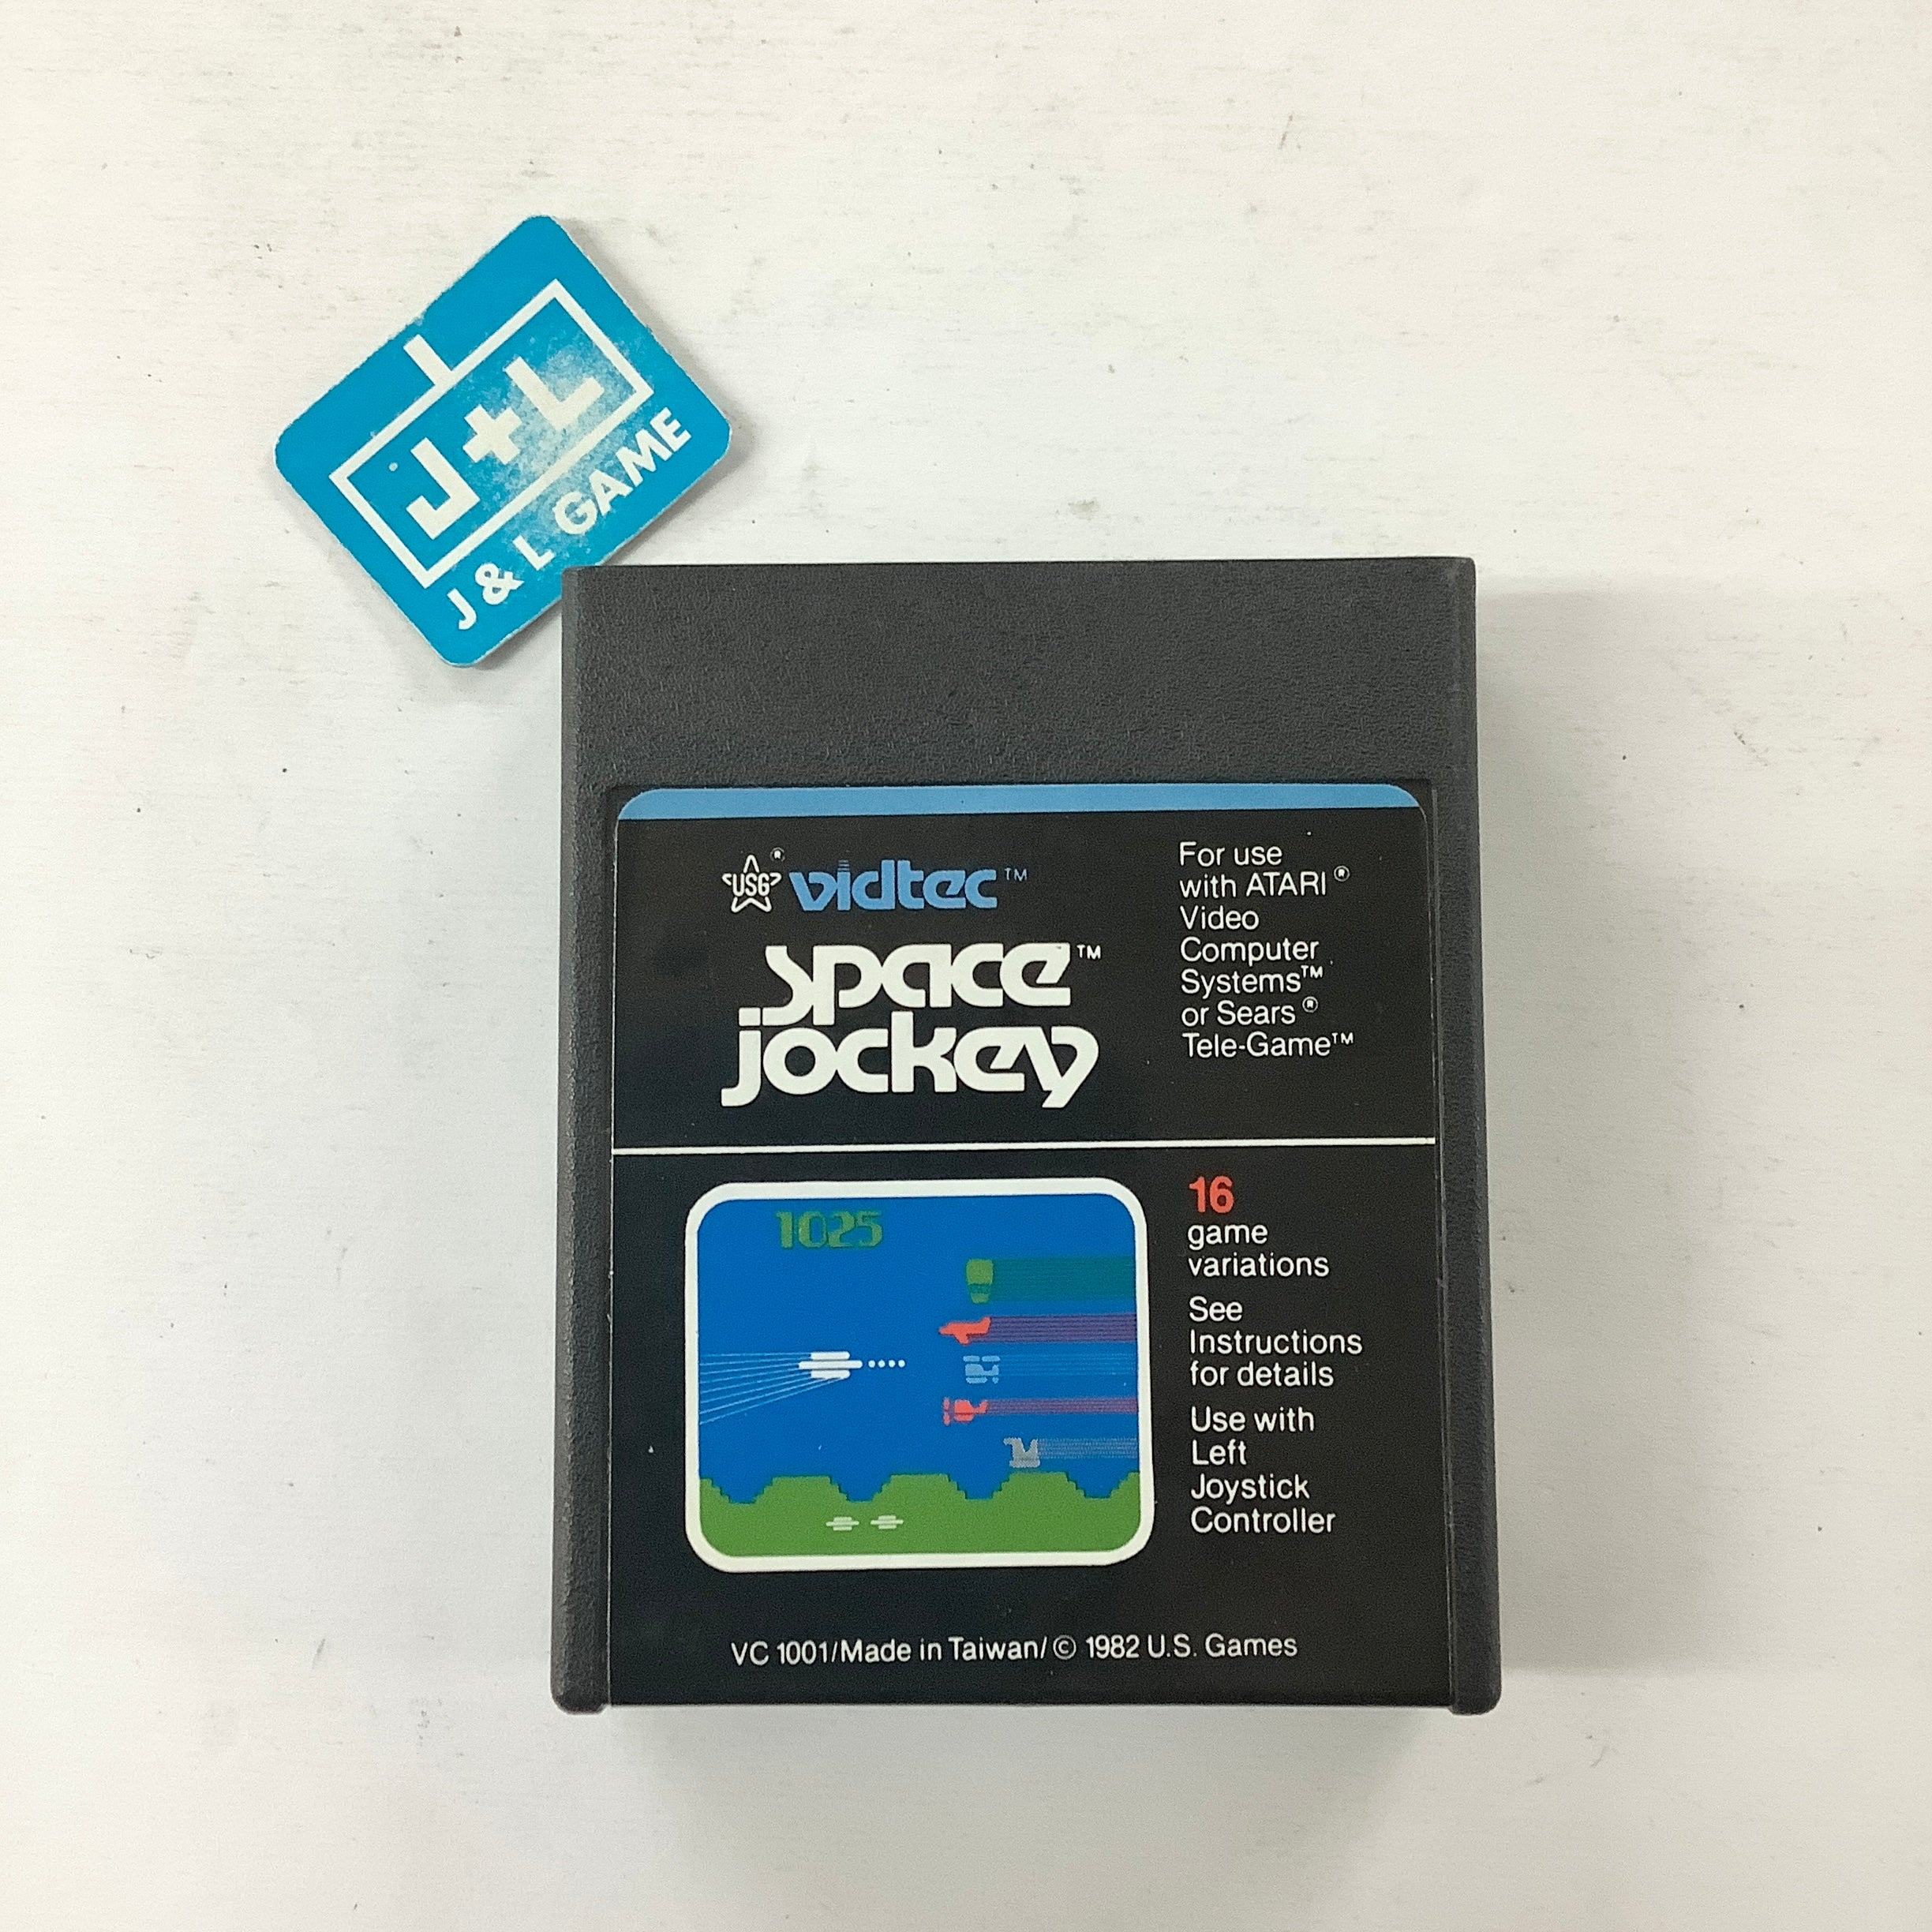 J+L
J & L GAME
USG® vidtec™
space™
jockey
For use
with ATARI®
Video
Computer
Systems™
or Sears®
Tele-Game™
1025
16
game
variations
See
Instructions
for details
Use with
Left
Joystick
Controller
VC 1001/Made in Taiwan/© 1982 U.S. Games